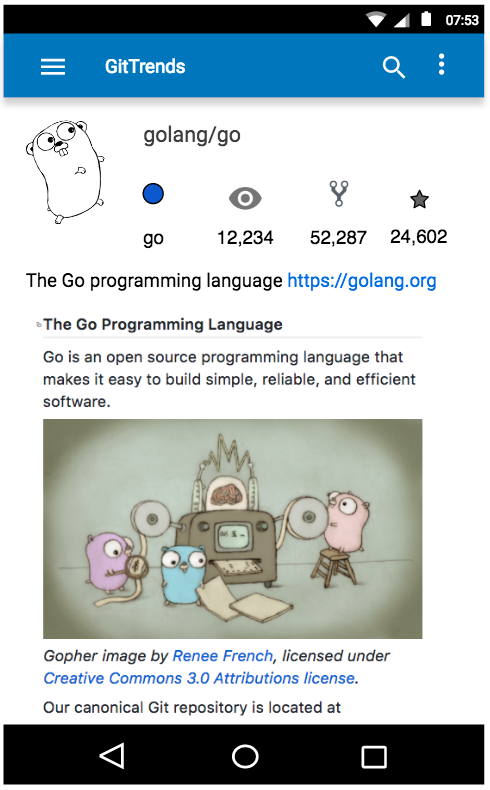 07:53
GitTrends
golang/go
go 12,234 52,287 24,602
The Go programming language https://golang.org
The Go Programming Language
Go is an open source programming language that
makes it easy to build simple, reliable, and efficient
software.
Gopher image by Renee French, licensed under
Creative Commons 3.0 Attributions license.
Our canonical Git repository is located at